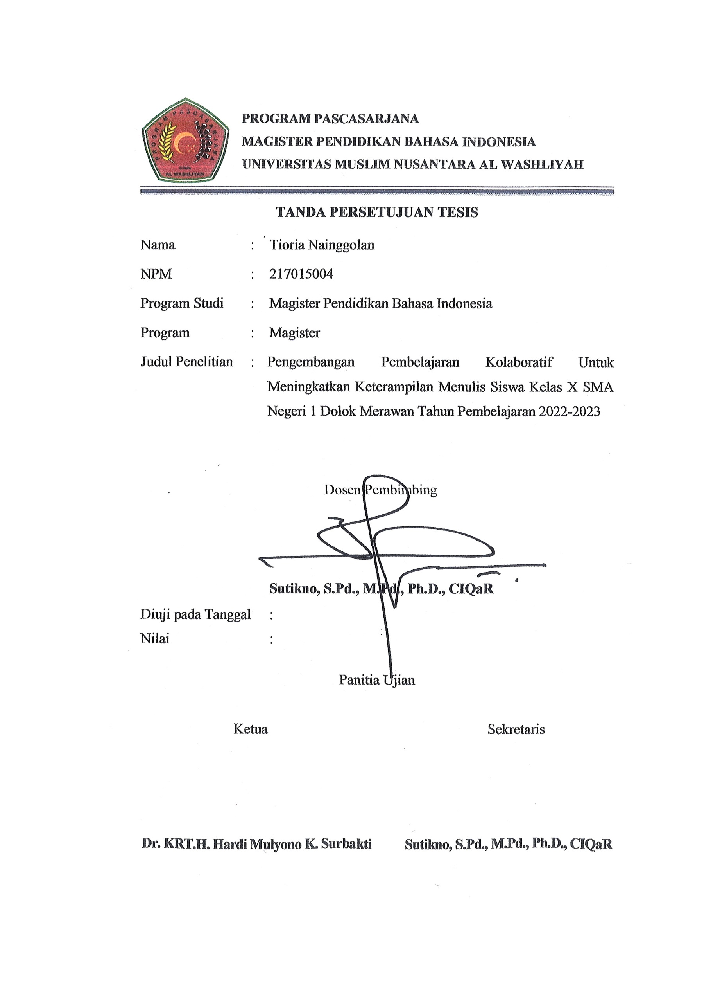 PROGRAM PASCASARJANA
UMN
AL WASHLIYAH
PROGRAM PASCASARJANA
MAGISTER PENDIDIKAN BAHASA INDONESIA
UNIVERSITAS MUSLIM NUSANTARA AL WASHLIYAH
TANDA PERSETUJUAN TESIS
Nama : Tioria Nainggolan
NPM : 217015004
Program Studi : Magister Pendidikan Bahasa Indonesia
Program : Magister
Judul Penelitian : Pengembangan Pembelajaran Kolaboratif Untuk
Meningkatkan Keterampilan Menulis Siswa Kelas X SMA
Negeri 1 Dolok Merawan Tahun Pembelajaran 2022-2023
Dosen Pembimbing
Sutikno, S.Pd., M.Pd., Ph.D., CIQaR
Diuji pada Tanggal :
Nilai :
Panitia Ujian
Ketua Sekretaris
Dr. KRT.H. Hardi Mulyono K. Surbakti Sutikno, S.Pd., M.Pd., Ph.D., CIQaR